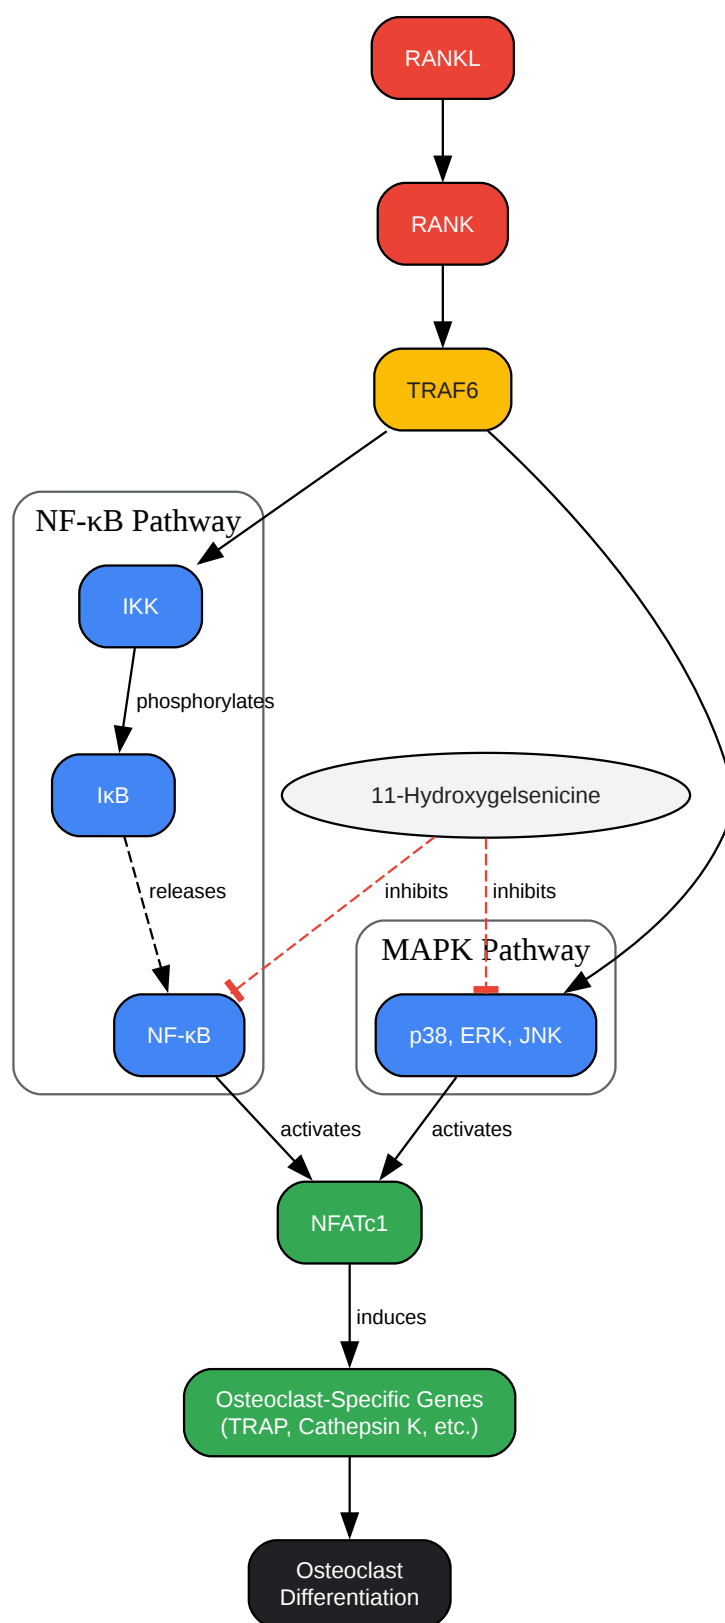 RANKL
RANK
TRAF6
NF-κB Pathway
IKK
phosphorylates
IκB
11-Hydroxygelsenicine
releases
inhibits
inhibits
MAPK Pathway
NF-κB
p38, ERK, JNK
activates
activates
NFATc1
induces
Osteoclast-Specific Genes
(TRAP, Cathepsin K, etc.)
Osteoclast
Differentiation